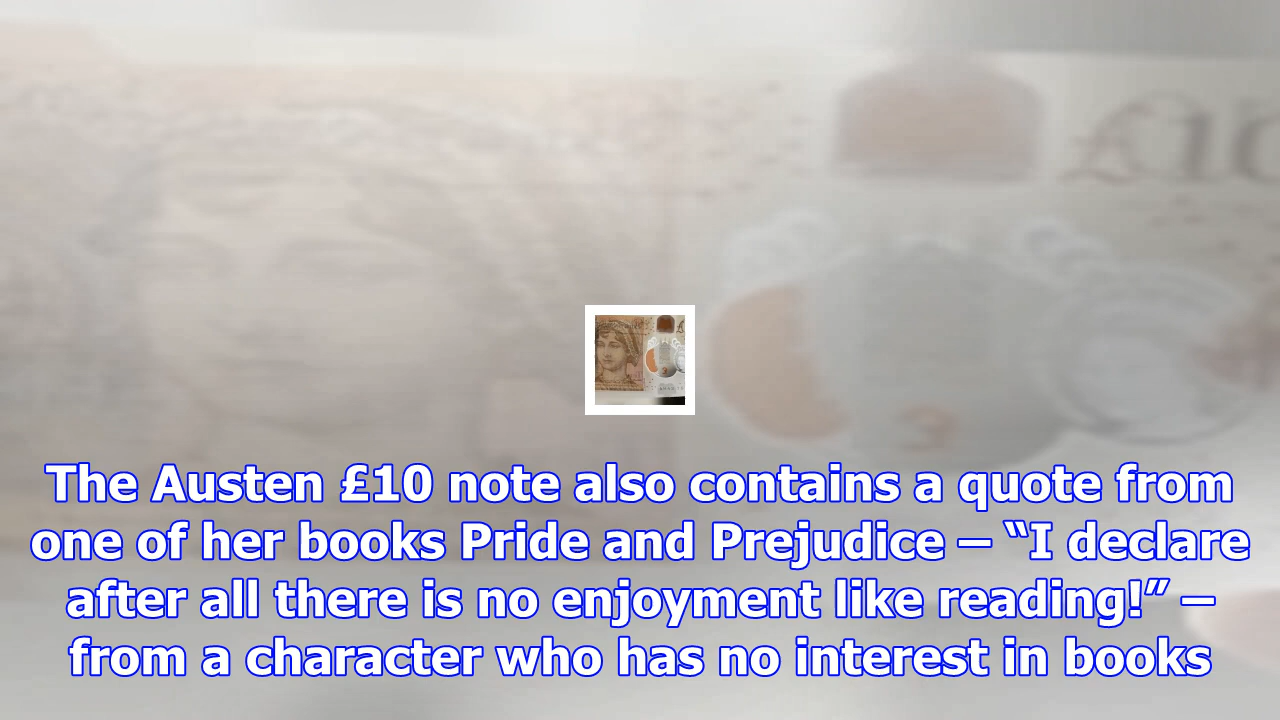 £10
The Austen £10 note also contains a quote from
one of her books Pride and Prejudice – “I declare
after all there is no enjoyment like reading!” –
from a character who has no interest in books